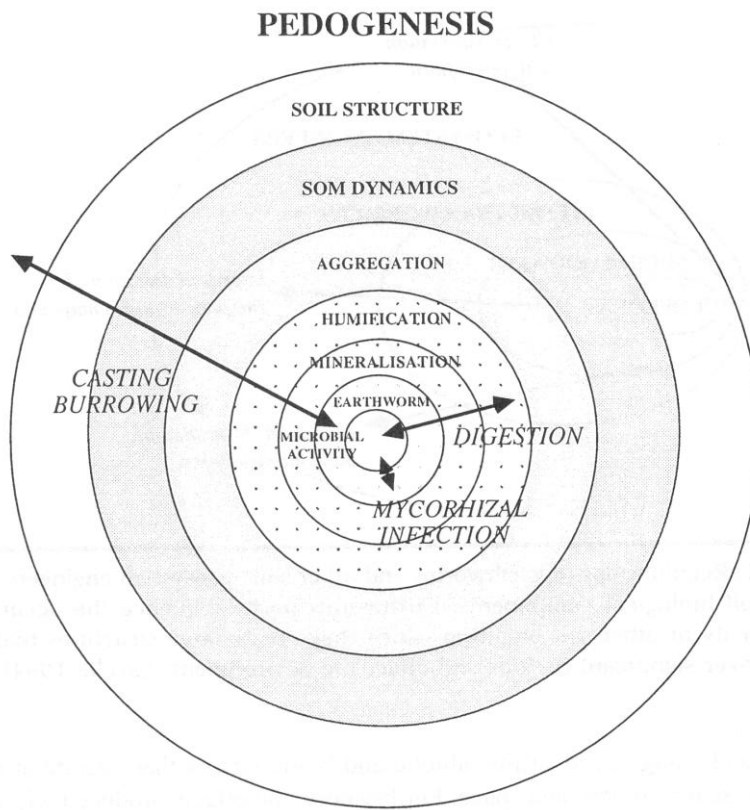 PEDOGENESIS
SOIL STRUCTURE
SOM DYNAMICS
AGGREGATION
HUMIFICATION
MINERALISATION
EARTHWORM
MICROBIAL
ACTIVITY
CASTING
BURROWING
DIGESTION
MYCORHIZAL
INFECTION